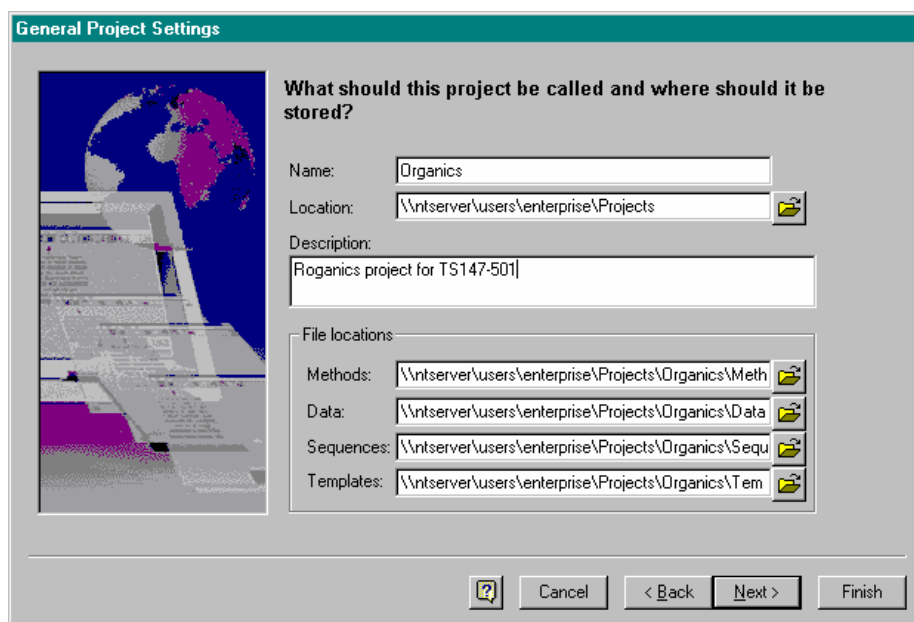 General Project Settings
What should this project be called and where should it be
stored?
Name: Organics
Location: \\ntserver\users\enterprise\Projects
Description:
Roganics project for TS147-501
File locations
Methods: \\ntserver\users\enterprise\Projects\Organics\Meth
Data: \\ntserver\users\enterprise\Projects\Organics\Data
Sequences: \\ntserver\users\enterprise\Projects\Organics\Sequ
Templates: \\ntserver\users\enterprise\Projects\Organics\Tem
? Cancel < Back Next > Finish